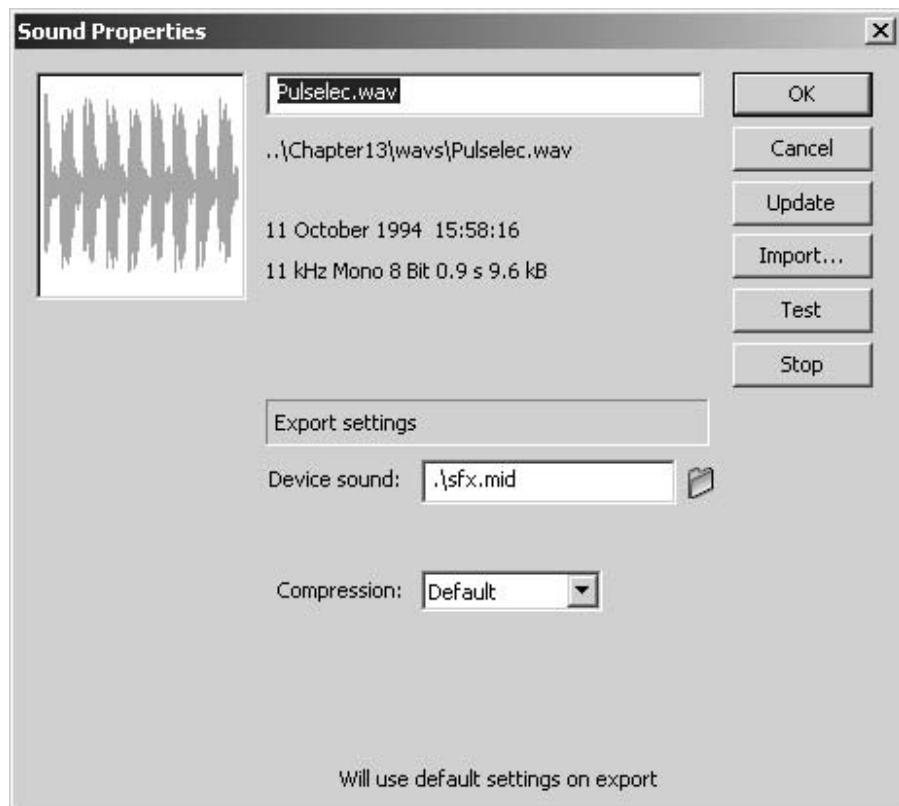 Sound Properties
Pulselec.wav
OK
..\Chapter13\wavs\Pulselec.wav
Cancel
Update
11 October 1994 15:58:16
Import...
11 kHz Mono 8 Bit 0.9 s 9.6 kB
Test
Stop
Export settings
Device sound: .\sfx.mid
Compression: Default
Will use default settings on export